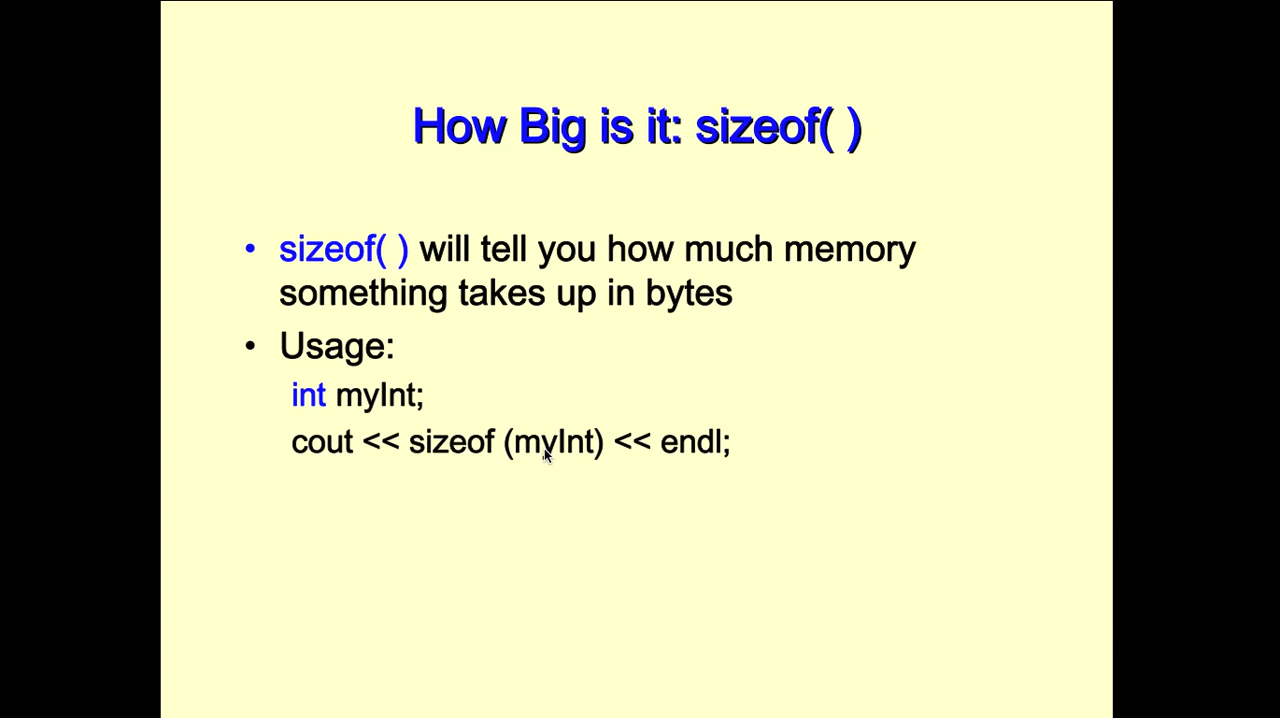 How Big is it: sizeof( )
• sizeof( ) will tell you how much memory
something takes up in bytes
• Usage:
int myInt;
cout << sizeof (myInt) << endl;